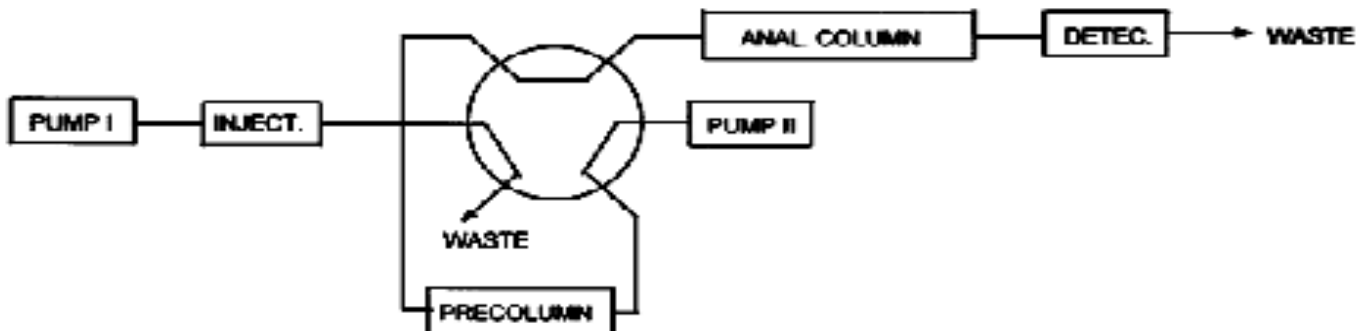 ANAL. COLUMN
DETEC.
WASTE
PUMP I
INJECT.
PUMP II
WASTE
PRECOLUMN